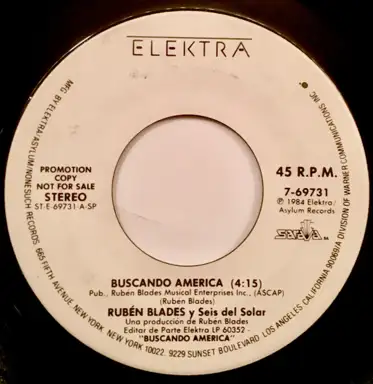 ELEKTRA
MFG. BY ELEKTRA/ASYLUM/NONESUCH RECORDS, 665 FIFTH AVENUE, NEW YORK, NEW YORK 10022. 9229 SUNSET BOULEVARD LOS ANGELES, CALIFORNIA 90069/A DIVISION OF WARNER COMMUNICATIONS INC.
PROMOTION
COPY
NOT FOR SALE
STEREO
ST-E-69731-A-SP
45 R.P.M.
7-69731
℗ 1984 Elektra/
Asylum Records
BUSCANDO AMERICA (4:15)
Pub., Rubén Blades Musical Enterprises Inc., (ASCAP)
(Rubén Blades)
RUBÉN BLADES y Seis del Solar
Una producción de Rubén Blades
Editar de Parte Elektra LP 60352 -
"BUSCANDO AMERICA"